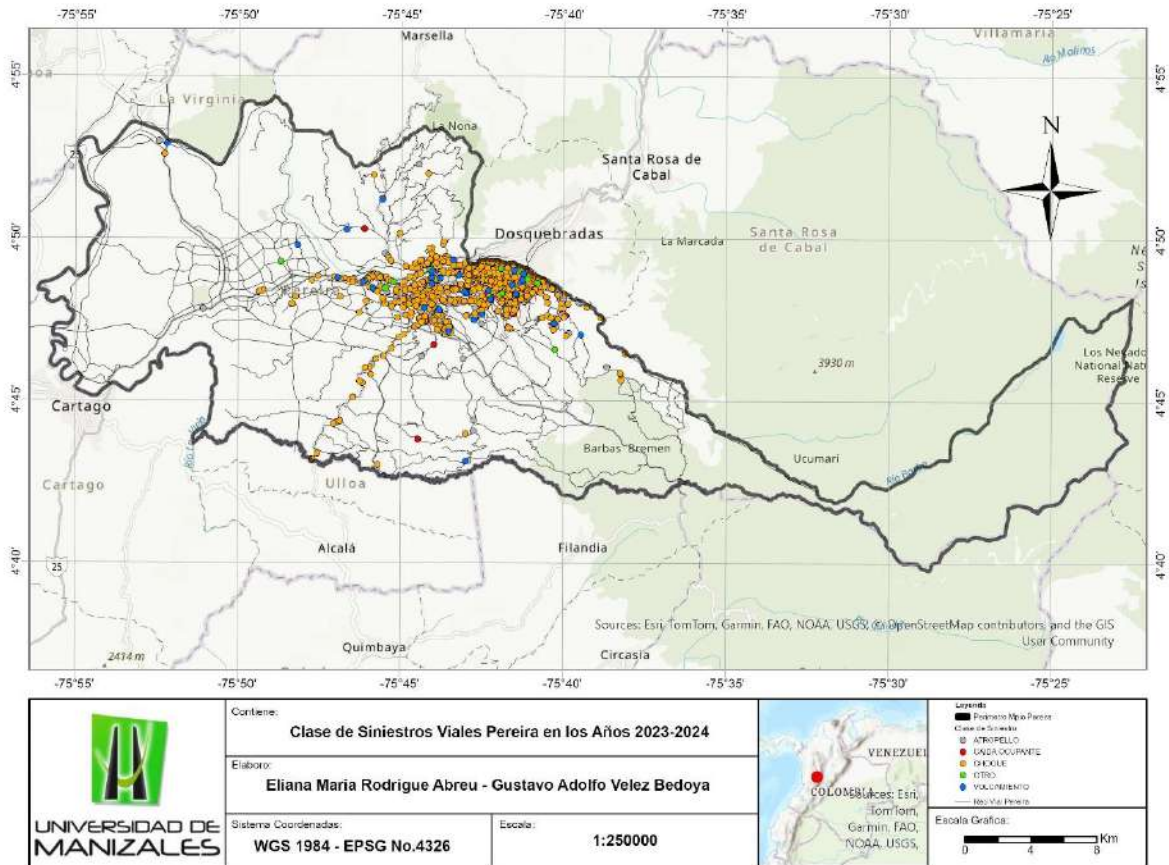 -75°55'
-75°50'
-75°45'
-75°40'
-75°35'
-75°30'
-75°25'
Marsella
Villamaria
4°55'
4°55'
La Virginia
La Nona
N
Santa Rosa de
Cabal
Dosquebradas
4°50'
4°50'
La Marcada
Santa Rosa
de Cabal
Pereira
3930 m
Los Nevados
National Natural
Reserve
4°45'
4°45'
Cartago
Barbas Bremen
Ucumarí
Cartago
Ulloa
Alcalá
Filandia
4°40'
4°40'
25
Sources: Esri, TomTom, Garmin, FAO, NOAA, USGS, © OpenStreetMap contributors, and the GIS
User Community
Quimbaya
2414 m
Circasia
-75°55'
-75°50'
-75°45'
-75°40'
-75°35'
-75°30'
-75°25'
UNIVERSIDAD DE
MANIZALES
Contiene:
Clase de Siniestros Viales Pereira en los Años 2023-2024
Elaboro:
Eliana María Rodrigue Abreu - Gustavo Adolfo Velez Bedoya
Sistema Coordenadas:
WGS 1984 - EPSG No.4326
Escala:
1:250000
VENEZUEL
COLOMBIA
Sources: Esri,
TomTom,
Garmin, FAO,
NOAA, USGS,
Leyenda
Perimetro Mpio Pereira
Clase de Siniestro
ATROPELLO
CAIDA OCUPANTE
CHOQUE
OTRO
VOLCAMIENTO
Red Vial Pereira
Escala Gráfica:
0 4 8 Km